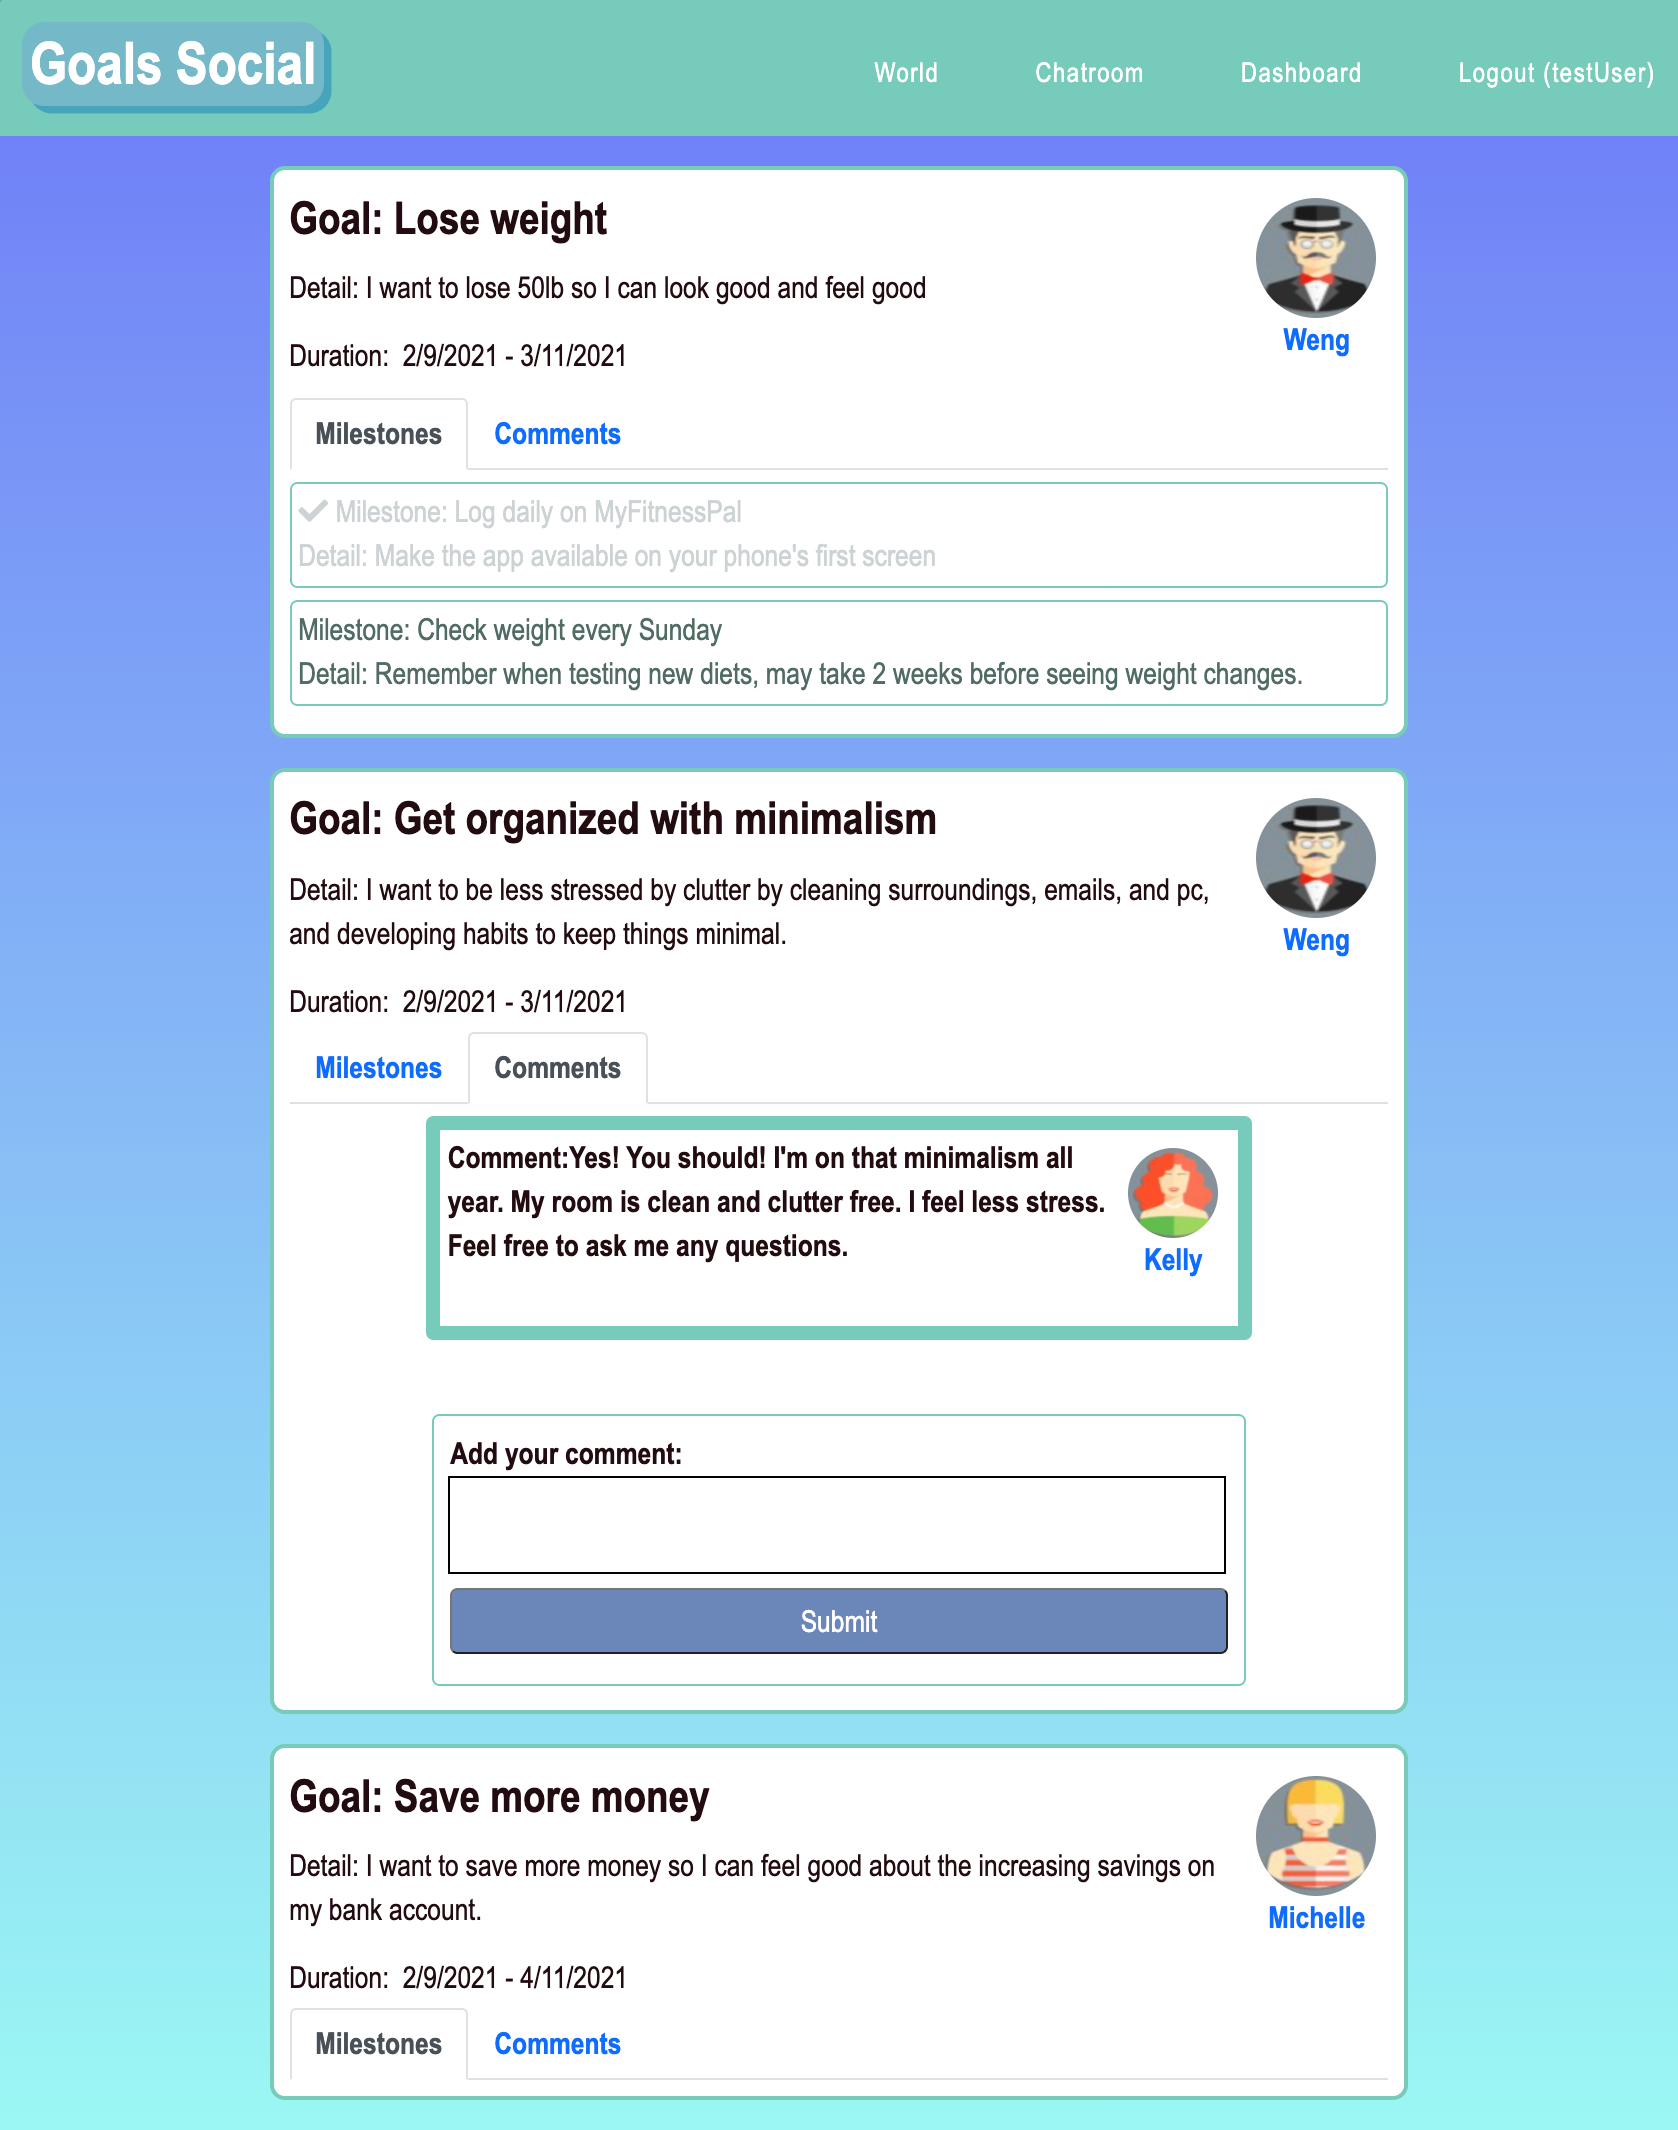 Goals Social
World
Chatroom
Dashboard
Logout (testUser)
Goal: Lose weight
Detail: I want to lose 50lb so I can look good and feel good
Weng
Duration: 2/9/2021 - 3/11/2021
Milestones
Comments
Milestone: Log daily on MyFitnessPal
Detail: Make the app available on your phone's first screen
Milestone: Check weight every Sunday
Detail: Remember when testing new diets, may take 2 weeks before seeing weight changes.
Goal: Get organized with minimalism
Detail: I want to be less stressed by clutter by cleaning surroundings, emails, and pc,
and developing habits to keep things minimal.
Weng
Duration: 2/9/2021 - 3/11/2021
Milestones
Comments
Comment:Yes! You should! I'm on that minimalism all
year. My room is clean and clutter free. I feel less stress.
Feel free to ask me any questions.
Kelly
Add your comment:
Submit
Goal: Save more money
Detail: I want to save more money so I can feel good about the increasing savings on
my bank account.
Michelle
Duration: 2/9/2021 - 4/11/2021
Milestones
Comments